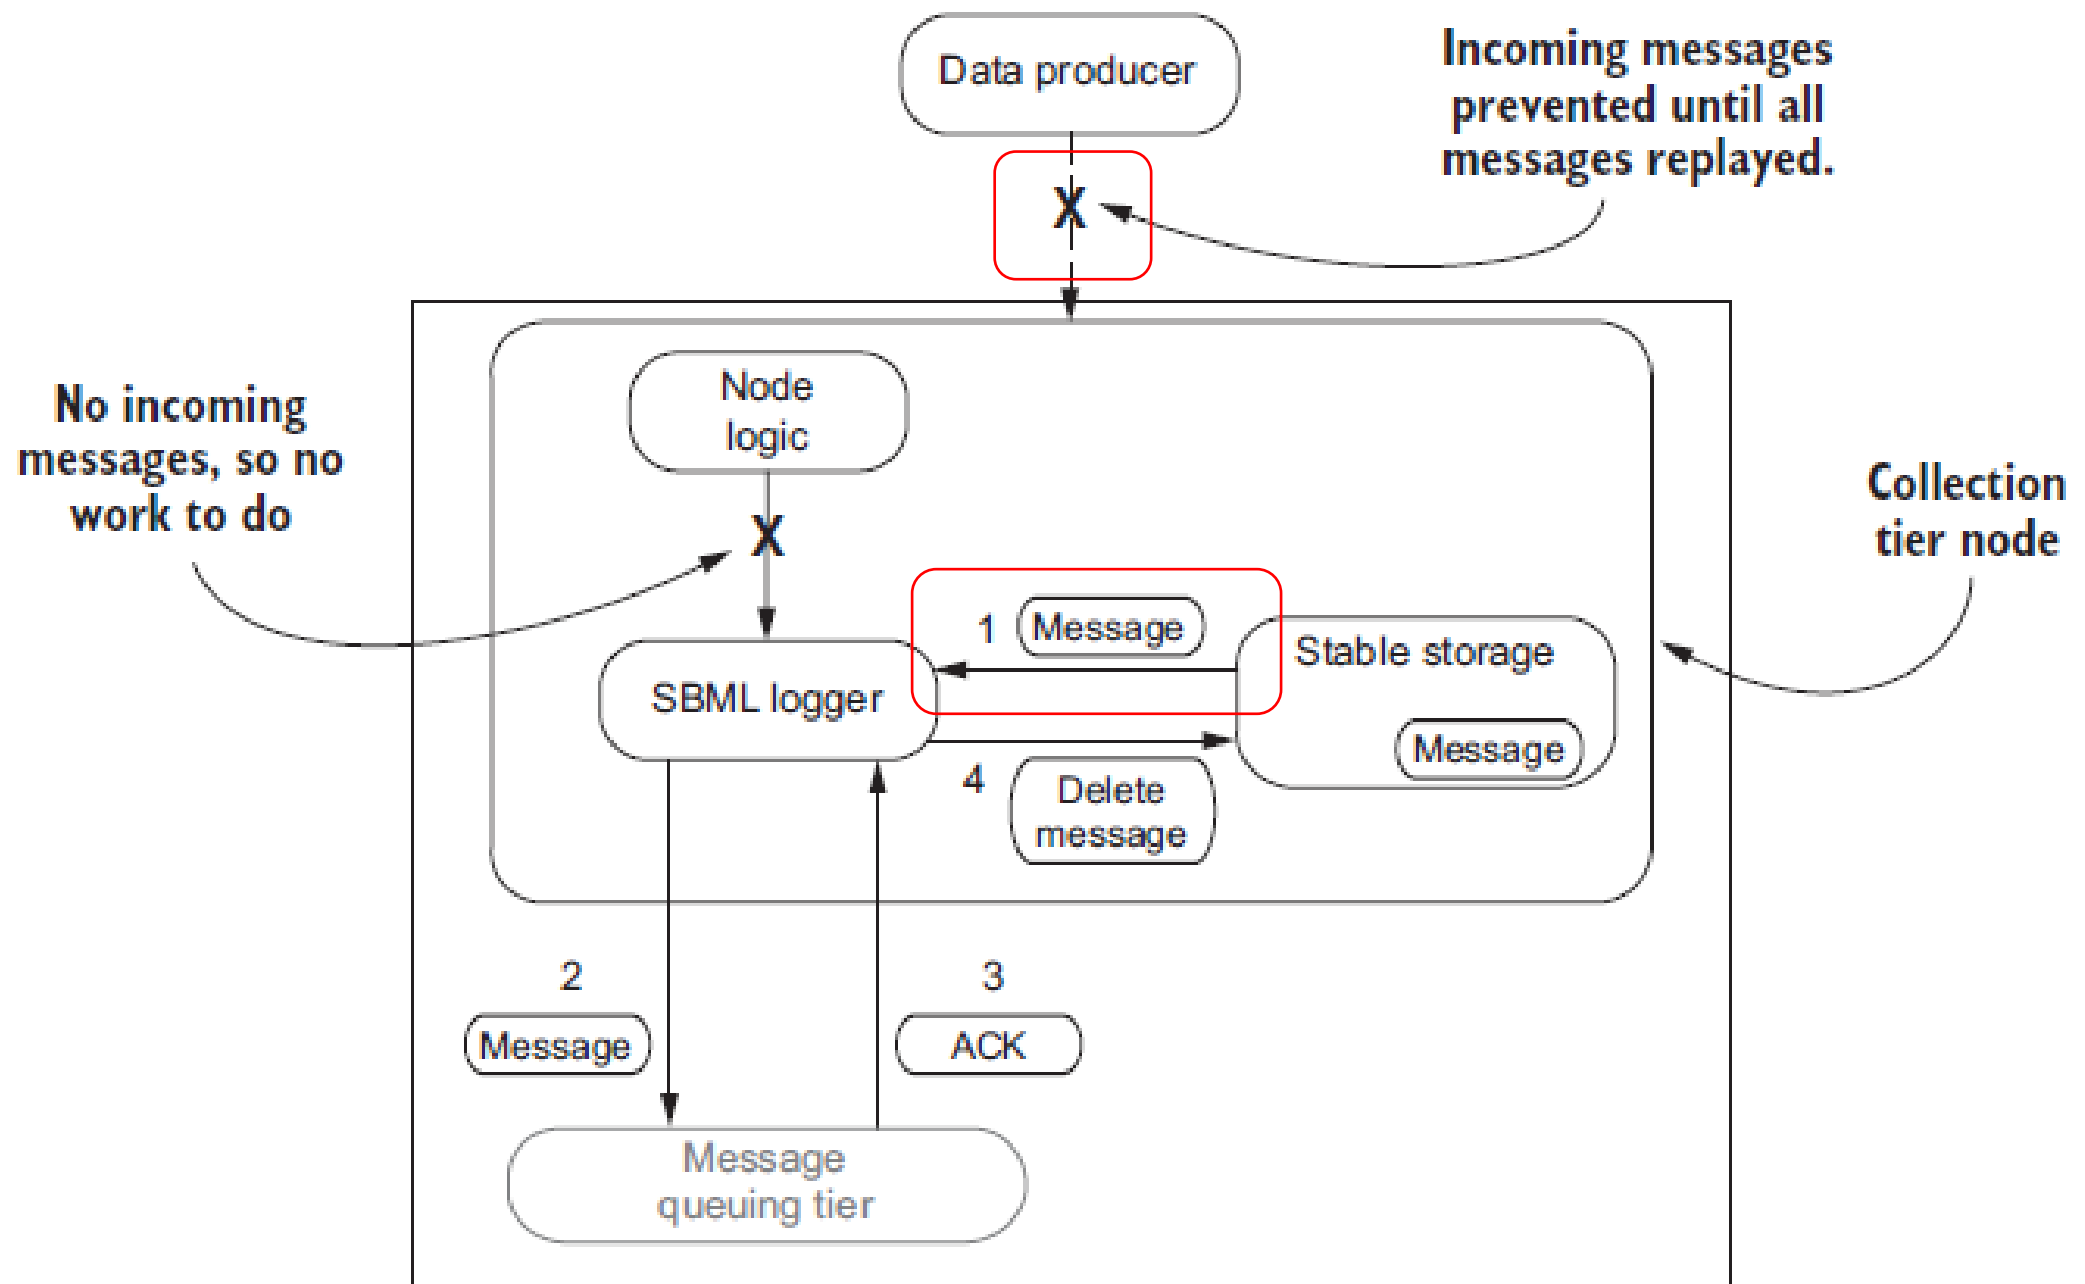 Data producer
Incoming messages
prevented until all
messages replayed.
X
Node
logic
No incoming
messages, so no
work to do
X
Collection
tier node
1
Message
Stable storage
SBML logger
Message
4
Delete
message
2
3
Message
ACK
Message
queuing tier